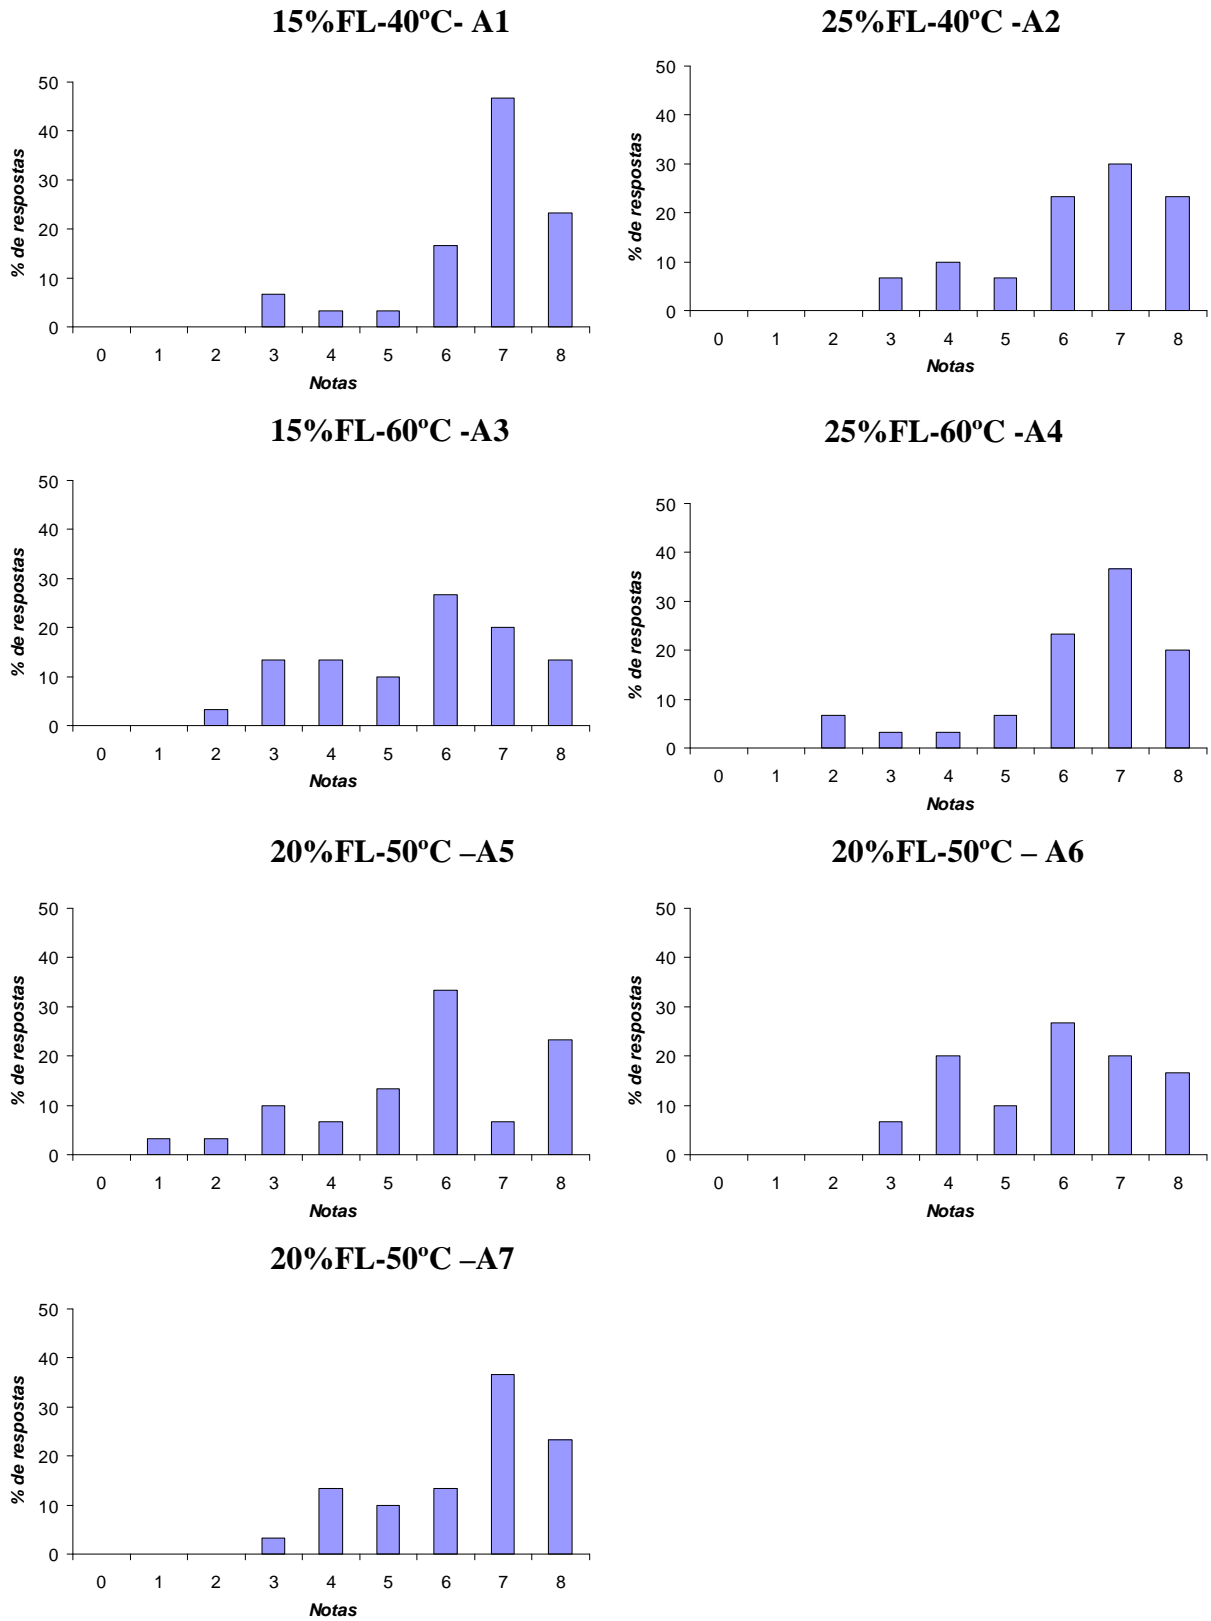 15%FL-40ºC- A1
50
40
30
20
10
0
% de respostas
0 1 2 3 4 5 6 7 8
Notas
25%FL-40ºC -A2
50
40
30
20
10
0
% de respostas
0 1 2 3 4 5 6 7 8
Notas
15%FL-60ºC -A3
50
40
30
20
10
0
% de respostas
0 1 2 3 4 5 6 7 8
Notas
25%FL-60ºC -A4
50
40
30
20
10
0
% de respostas
0 1 2 3 4 5 6 7 8
Notas
20%FL-50ºC –A5
50
40
30
20
10
0
% de respostas
0 1 2 3 4 5 6 7 8
Notas
20%FL-50ºC – A6
50
40
30
20
10
0
% de respostas
0 1 2 3 4 5 6 7 8
Notas
20%FL-50ºC –A7
50
40
30
20
10
0
% de respostas
0 1 2 3 4 5 6 7 8
Notas